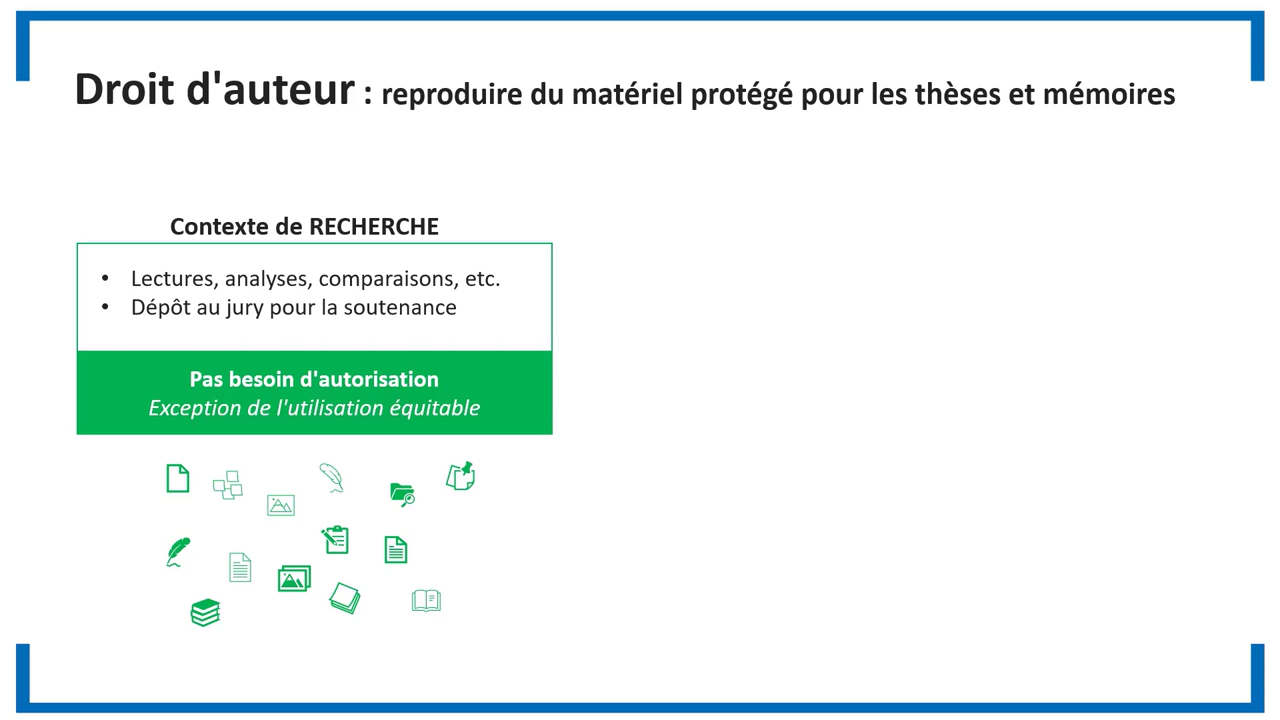 Droit d'auteur : reproduire du matériel protégé pour les thèses et mémoires
Contexte de RECHERCHE
• Lectures, analyses, comparaisons, etc.
• Dépôt au jury pour la soutenance
Pas besoin d'autorisation
Exception de l'utilisation équitable